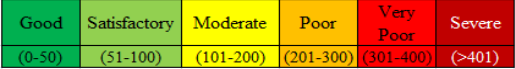 Good Satisfactory Moderate Poor Very Poor Severe
(0-50) (51-100) (101-200) (201-300) (301-400) (>401)